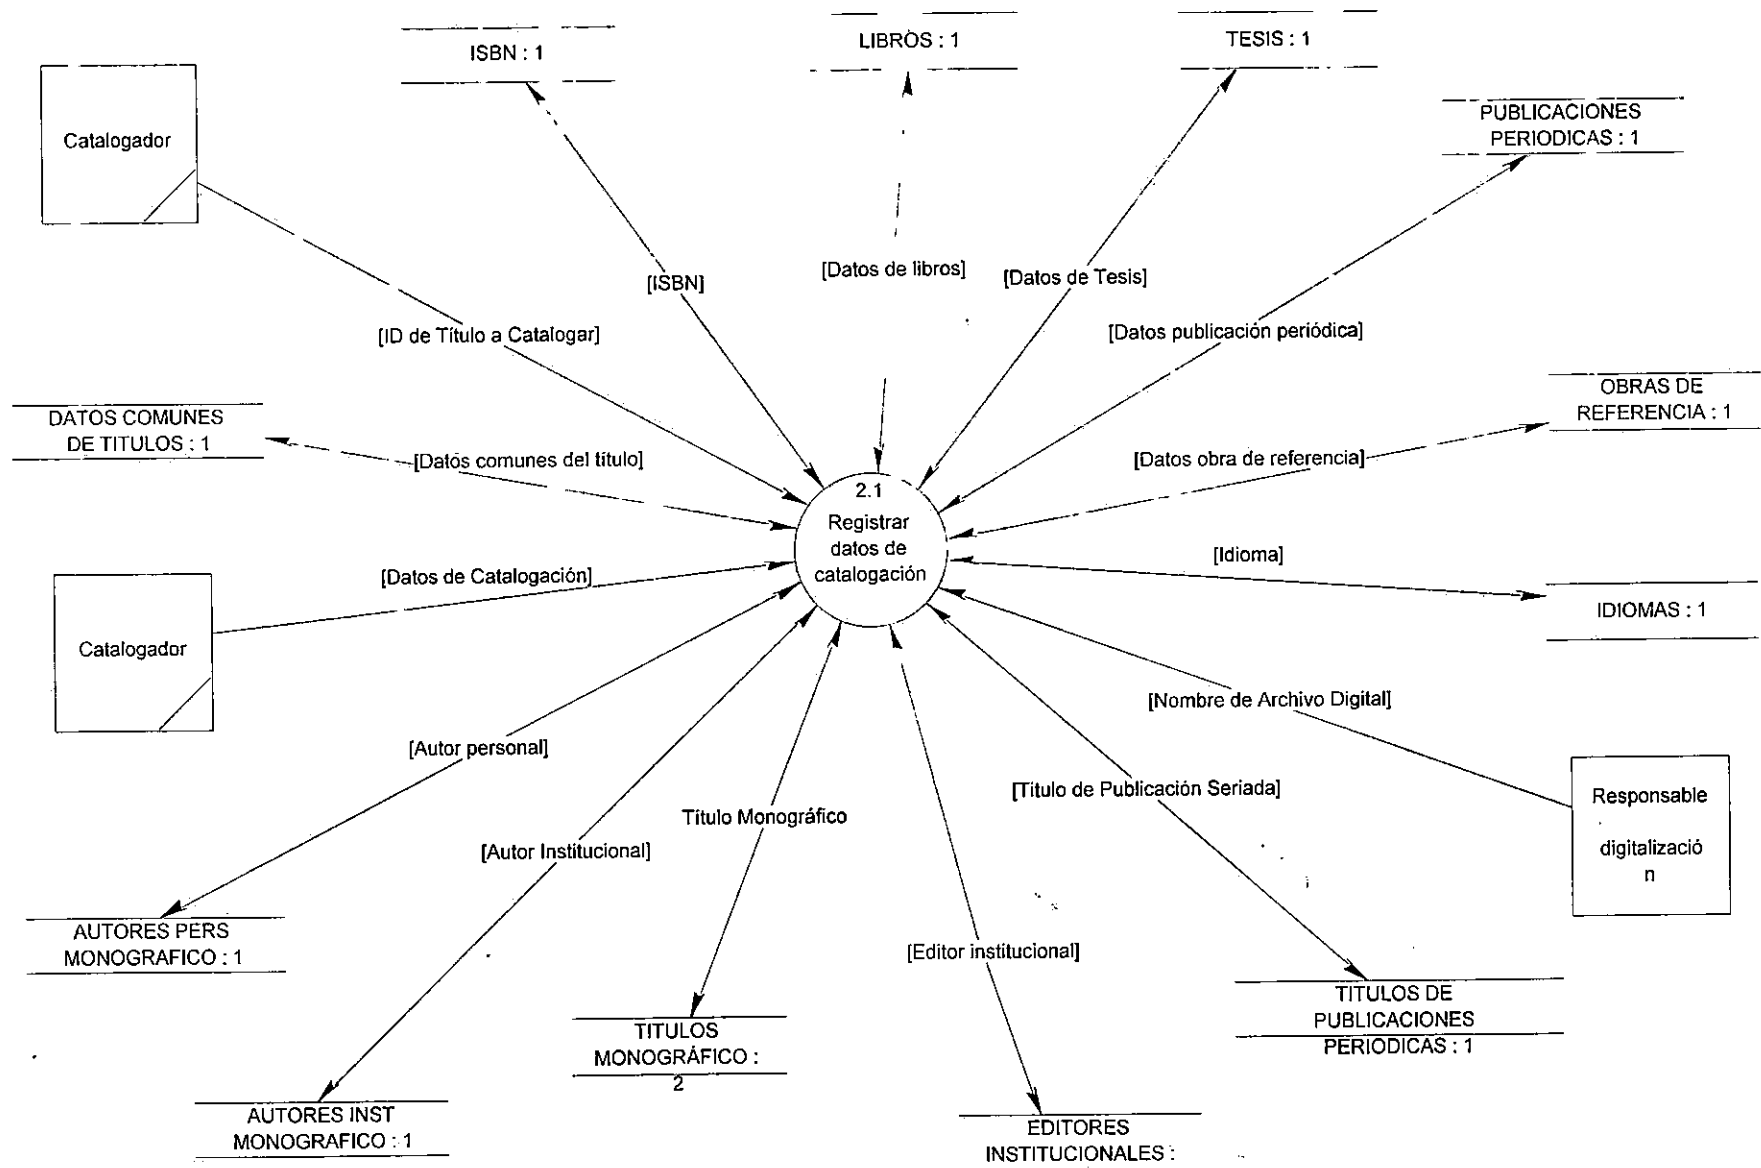 ISBN : 1
LIBROS : 1
TESIS : 1
PUBLICACIONES
PERIODICAS : 1
Catalogador
[ISBN]
[Datos de libros]
[Datos de Tesis]
[Datos publicación periódica]
[ID de Título a Catalogar]
DATOS COMUNES
DE TITULOS : 1
[Datos comunes del título]
OBRAS DE
REFERENCIA : 1
[Datos obra de referencia]
2.1
Registrar
datos de
catalogación
[Idioma]
IDIOMAS : 1
[Datos de Catalogación]
Catalogador
[Nombre de Archivo Digital]
[Autor personal]
[Título de Publicación Seriada]
Responsable
digitalizació
n
Título Monográfico
[Autor Institucional]
AUTORES PERS
MONOGRAFICO : 1
[Editor institucional]
TITULOS DE
PUBLICACIONES
PERIODICAS : 1
TITULOS
MONOGRÁFICO :
2
AUTORES INST
MONOGRAFICO : 1
EDITORES
INSTITUCIONALES :